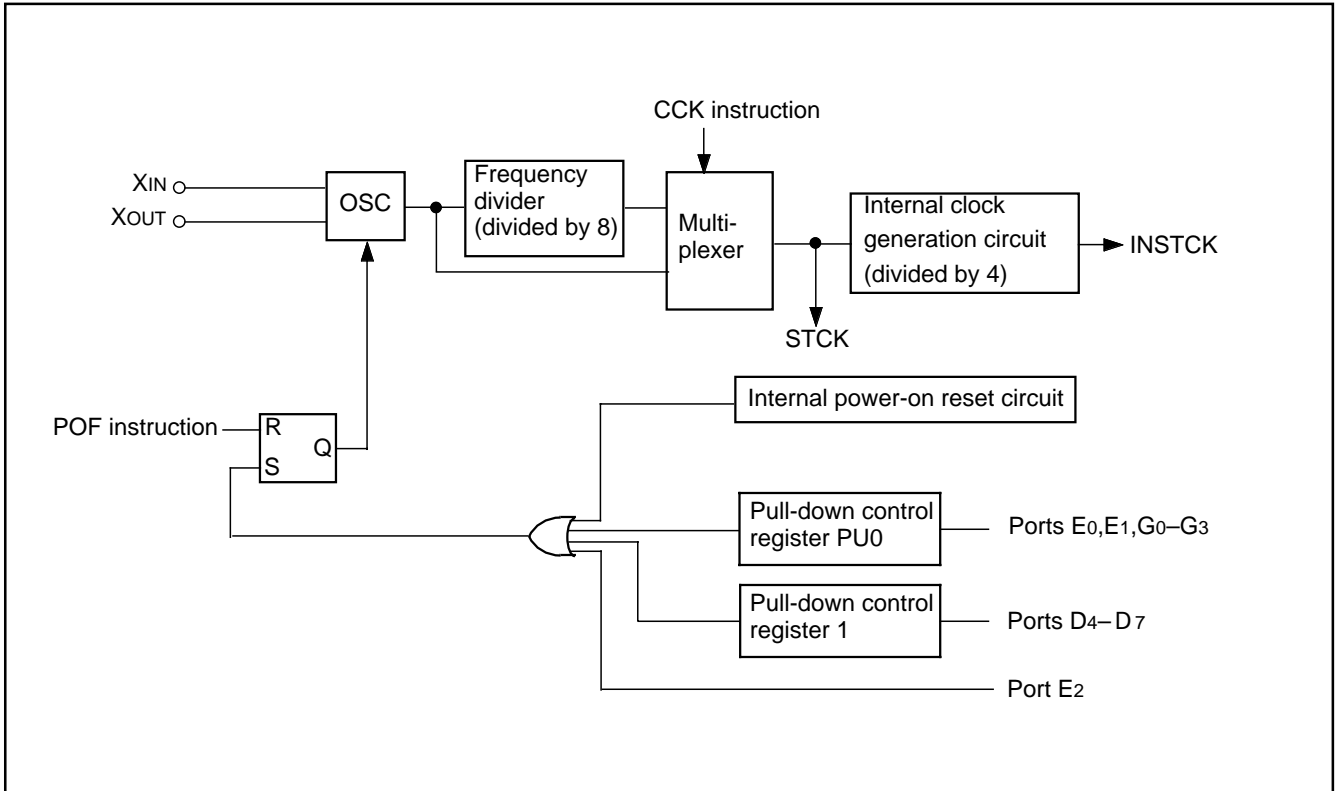 CCK instruction
XIN
XOUT
OSC
Frequency
divider
(divided by 8)
Multi-
plexer
Internal clock
generation circuit
(divided by 4)
INSTCK
STCK
Internal power-on reset circuit
POF instruction
R
S
Q
Pull-down control
register PU0
Ports E0,E1,G0–G3
Pull-down control
register 1
Ports D4–D7
Port E2